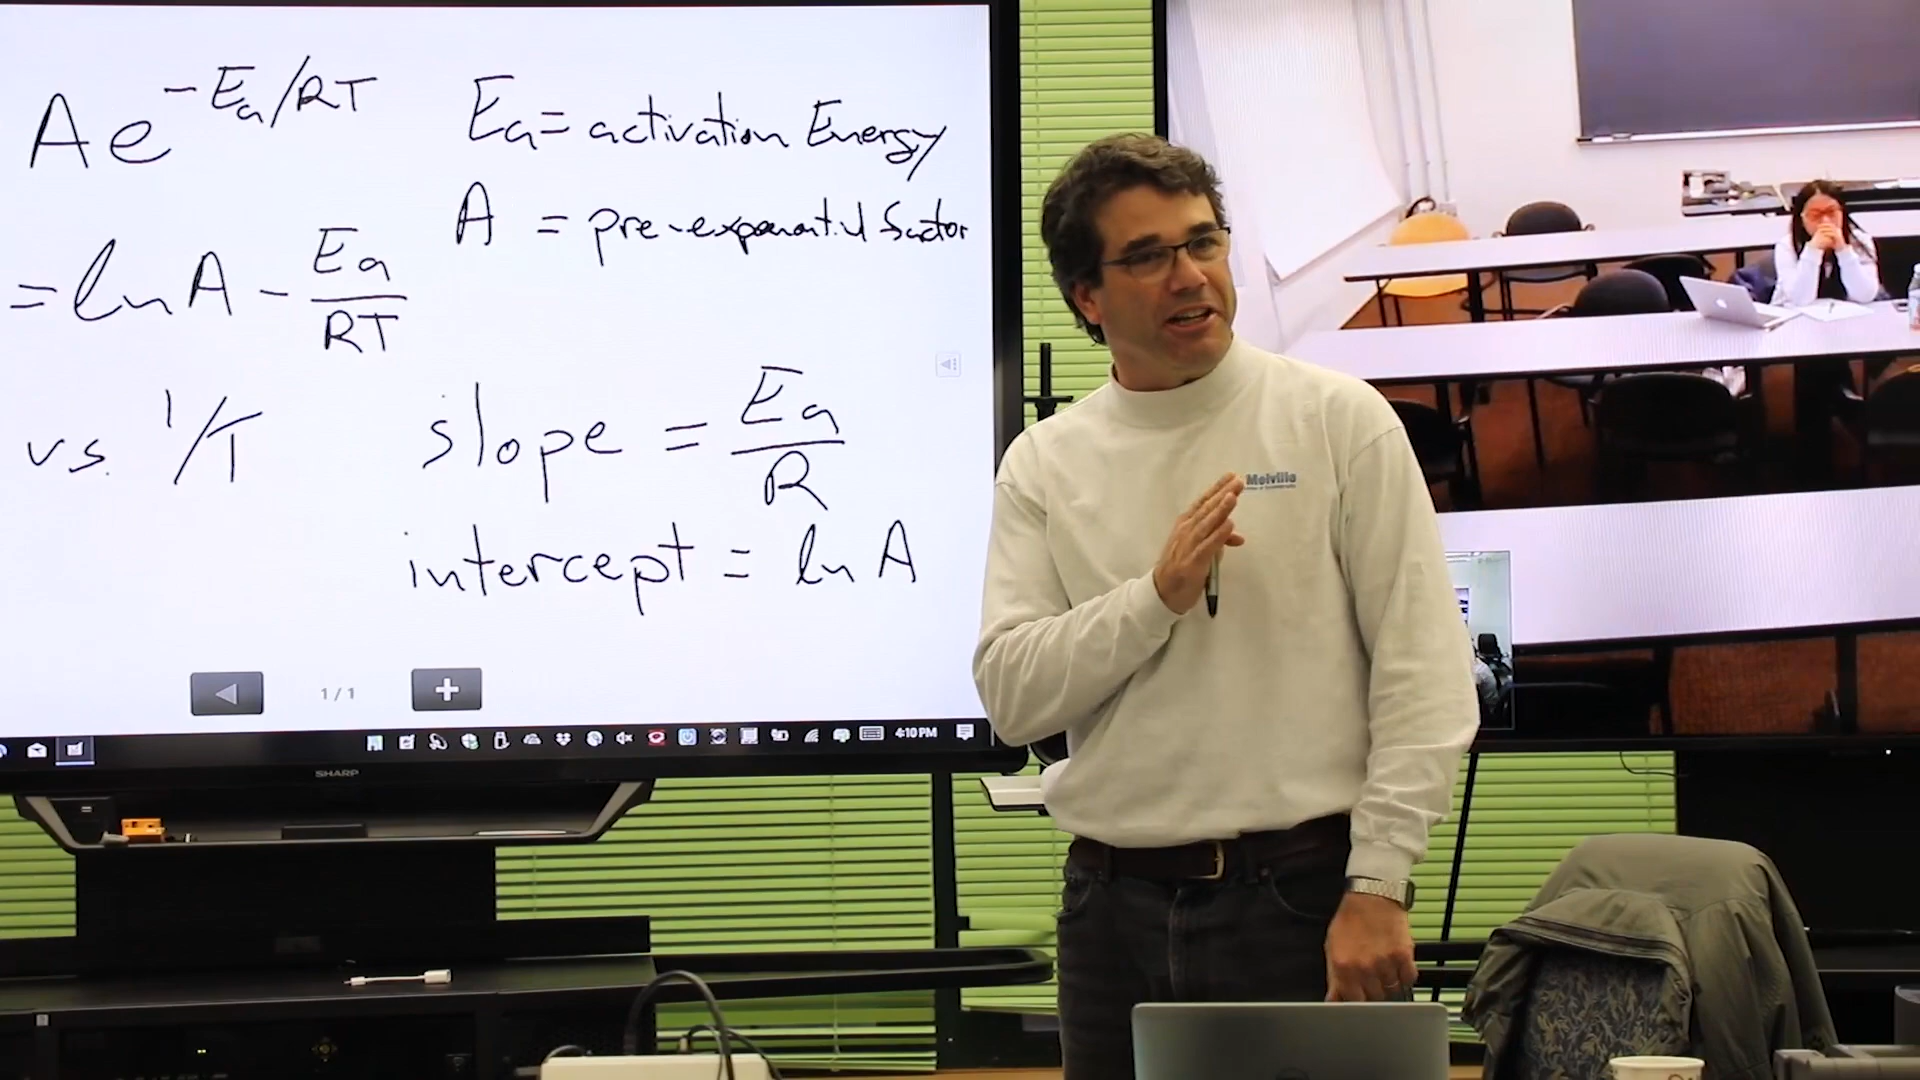 Ae^-Ea/RT
Ea = activation Energy
A = pre-exponential factor
= ln A - Ea/RT
vs. 1/T
slope = Ea/R
intercept = ln A
1/1
4:10 PM
SHARP
Melville